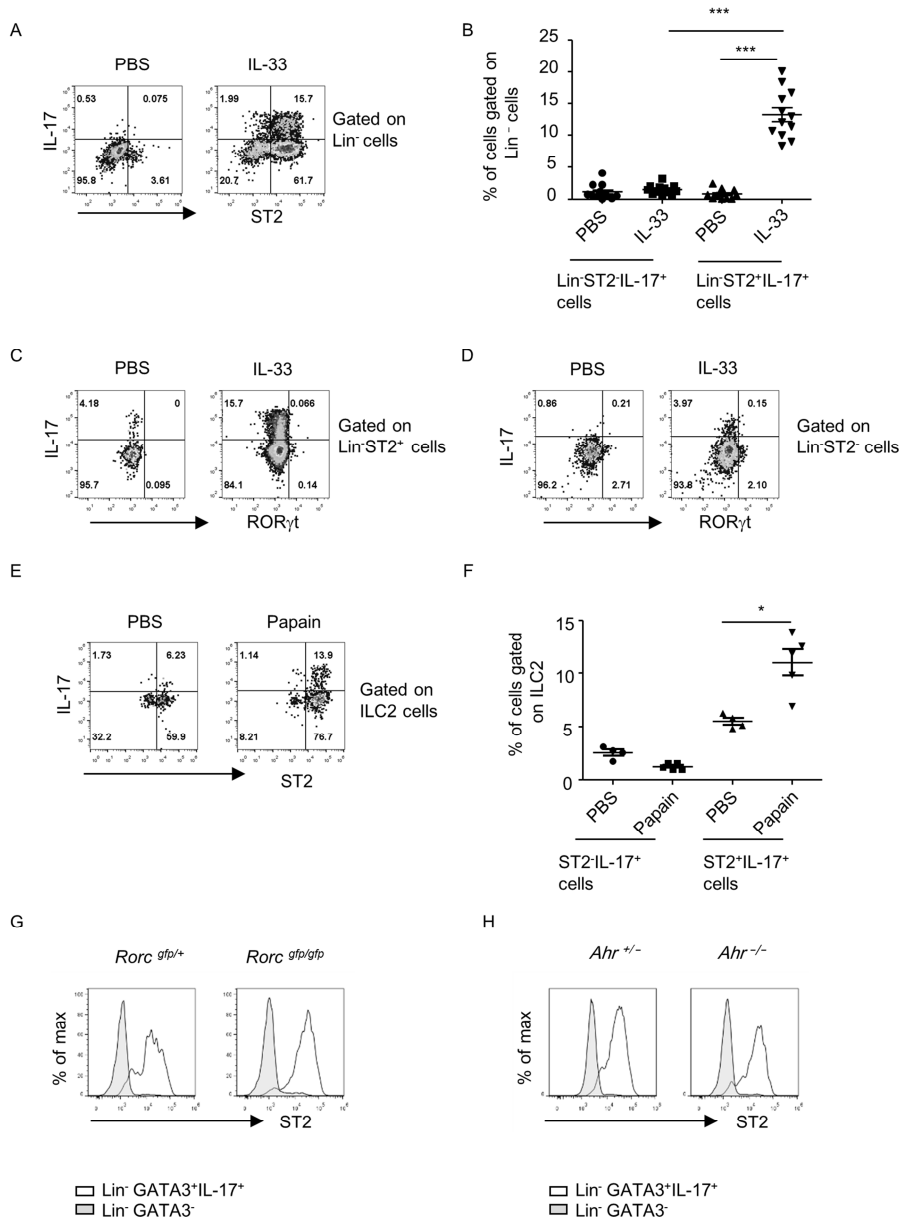 A
PBS
IL-33
IL-17
0.53
0.075
95.8
3.61
1.99
15.7
20.7
61.7
Gated on
Lin⁻ cells
ST2
B
***
***
% of cells gated on
Lin⁻ cells
25
20
15
10
5
0
PBS
IL-33
PBS
IL-33
Lin⁻ST2⁻IL-17⁺
cells
Lin⁻ST2⁺IL-17⁺
cells
C
PBS
IL-33
IL-17
4.18
0
95.7
0.095
15.7
0.066
84.1
0.14
Gated on
Lin⁻ST2⁺ cells
RORγt
D
PBS
IL-33
IL-17
0.86
0.21
96.2
2.71
3.97
0.15
93.8
2.10
Gated on
Lin⁻ST2⁻ cells
RORγt
E
PBS
Papain
IL-17
1.73
6.23
32.2
59.9
1.14
13.9
8.21
76.7
Gated on
ILC2 cells
ST2
F
*
% of cells gated
on ILC2
15
10
5
0
PBS
Papain
PBS
Papain
ST2⁻IL-17⁺
cells
ST2⁺IL-17⁺
cells
G
Rorc gfp/+
Rorc gfp/gfp
% of max
100
80
60
40
20
0
ST2
Lin⁻ GATA3⁺IL-17⁺
Lin⁻ GATA3⁻
H
Ahr +/−
Ahr −/−
% of max
ST2
Lin⁻ GATA3⁺IL-17⁺
Lin⁻ GATA3⁻